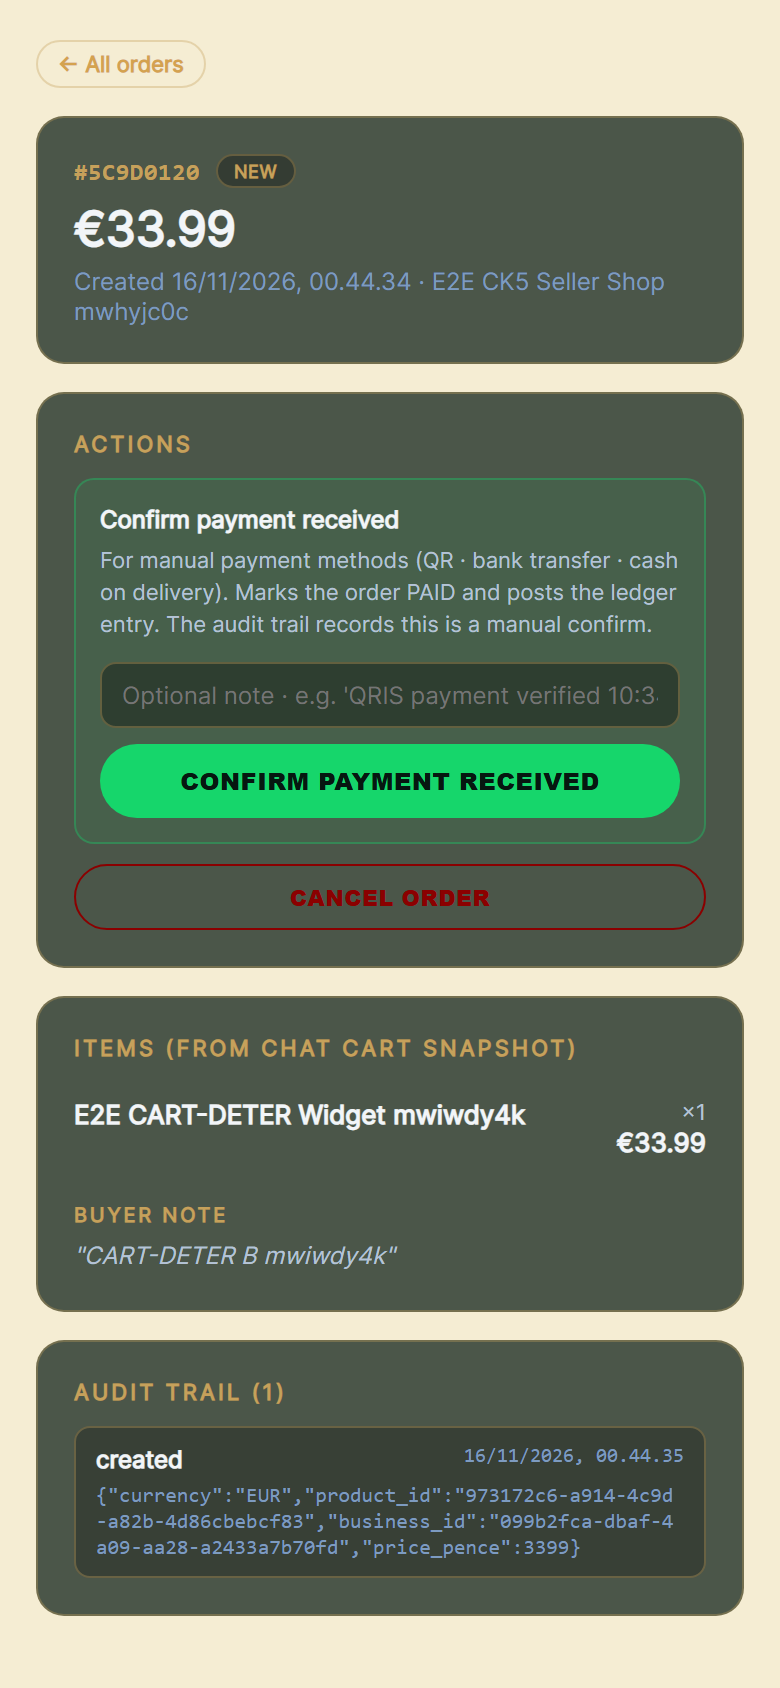 ← All orders
#5C9D0120 NEW
€33.99
Created 16/11/2026, 00.44.34 · E2E CK5 Seller Shop
mwhyjc0c
ACTIONS
Confirm payment received
For manual payment methods (QR · bank transfer · cash
on delivery). Marks the order PAID and posts the ledger
entry. The audit trail records this is a manual confirm.
Optional note · e.g. 'QRIS payment verified 10:3
CONFIRM PAYMENT RECEIVED
CANCEL ORDER
ITEMS (FROM CHAT CART SNAPSHOT)
E2E CART-DETER Widget mwiwdy4k ×1
€33.99
BUYER NOTE
"CART-DETER B mwiwdy4k"
AUDIT TRAIL (1)
created 16/11/2026, 00.44.35
{"currency":"EUR","product_id":"973172c6-a914-4c9d
-a82b-4d86cbebcf83","business_id":"099b2fca-dbaf-4
a09-aa28-a2433a7b70fd","price_pence":3399}